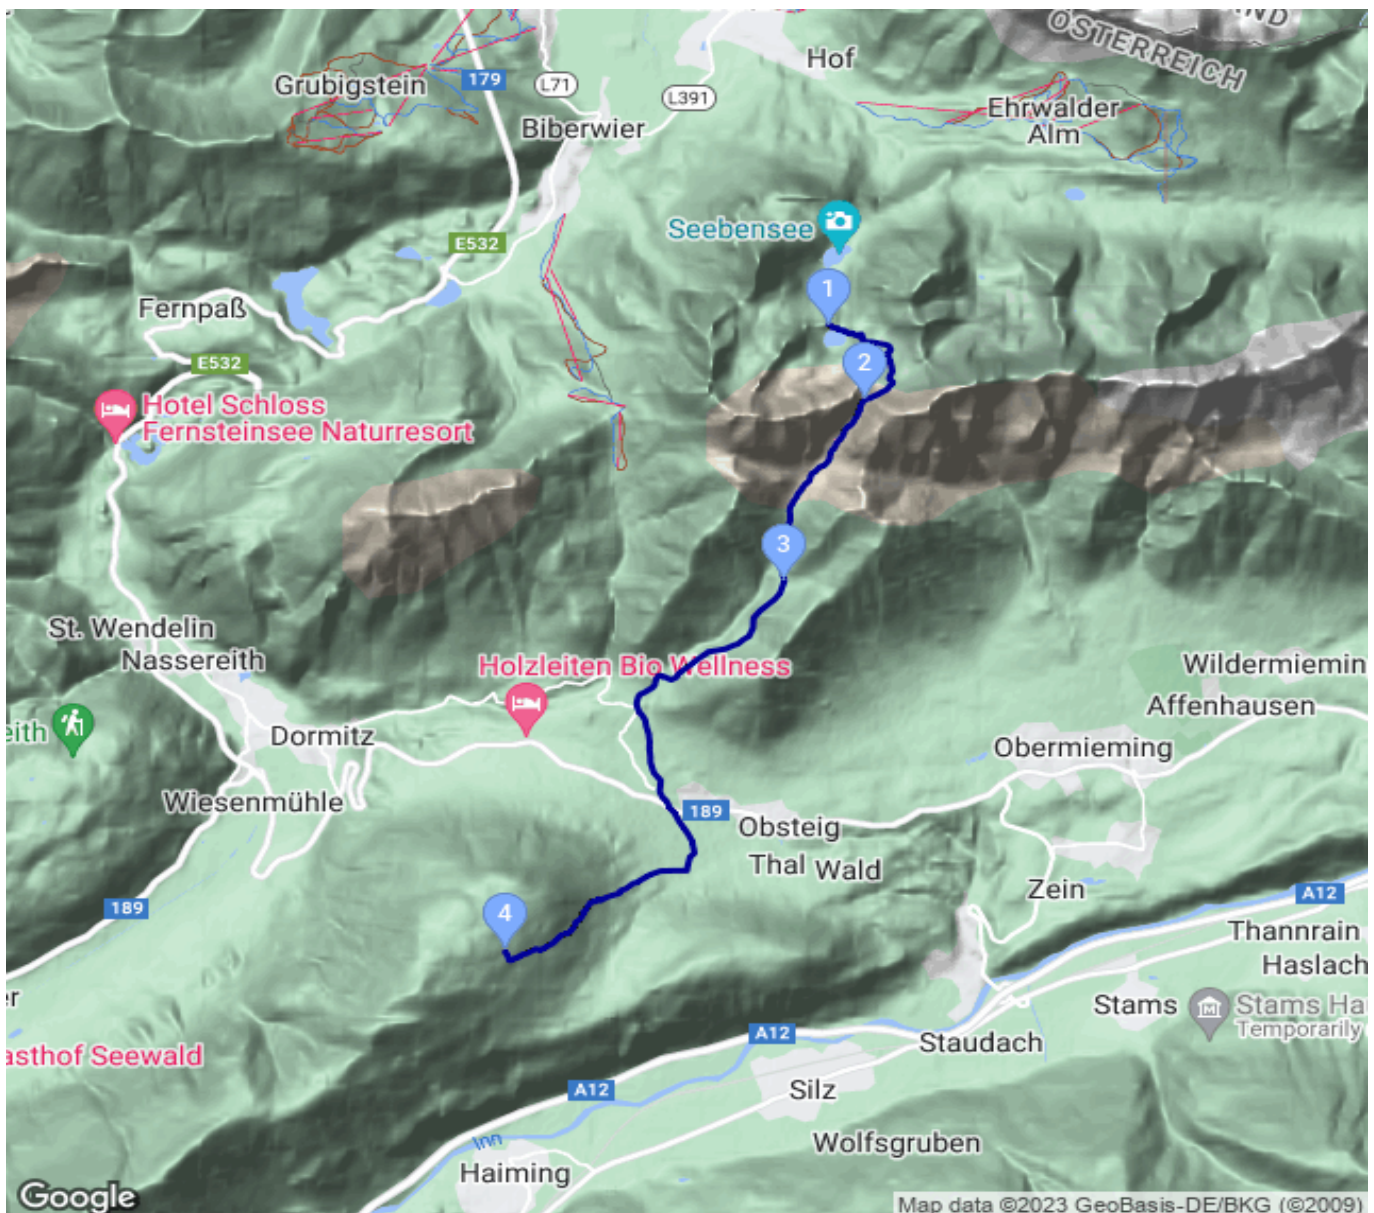 ND
ÖSTERREICH
Hof
Grubigstein
179
L71
L391
Ehrwalder
Alm
Biberwier
Seebensee
E532
1
Fernpaß
E532
2
Hotel Schloss
Fernsteinsee Naturresort
3
St. Wendelin
Nassereith
Holzleiten Bio Wellness
Wildermiemin
Affenhausen
eith
Dormitz
Obermieming
Wiesenmühle
189
Obsteig
Thal
Wald
Zein
A12
4
189
Thannrain
Haslach
er
Stams
Stams Ha
Temporarily
A12
Staudach
asthof Seewald
A12
Silz
Inn
Wolfsgruben
Haiming
Google
Map data ©2023 GeoBasis-DE/BKG (©2009)